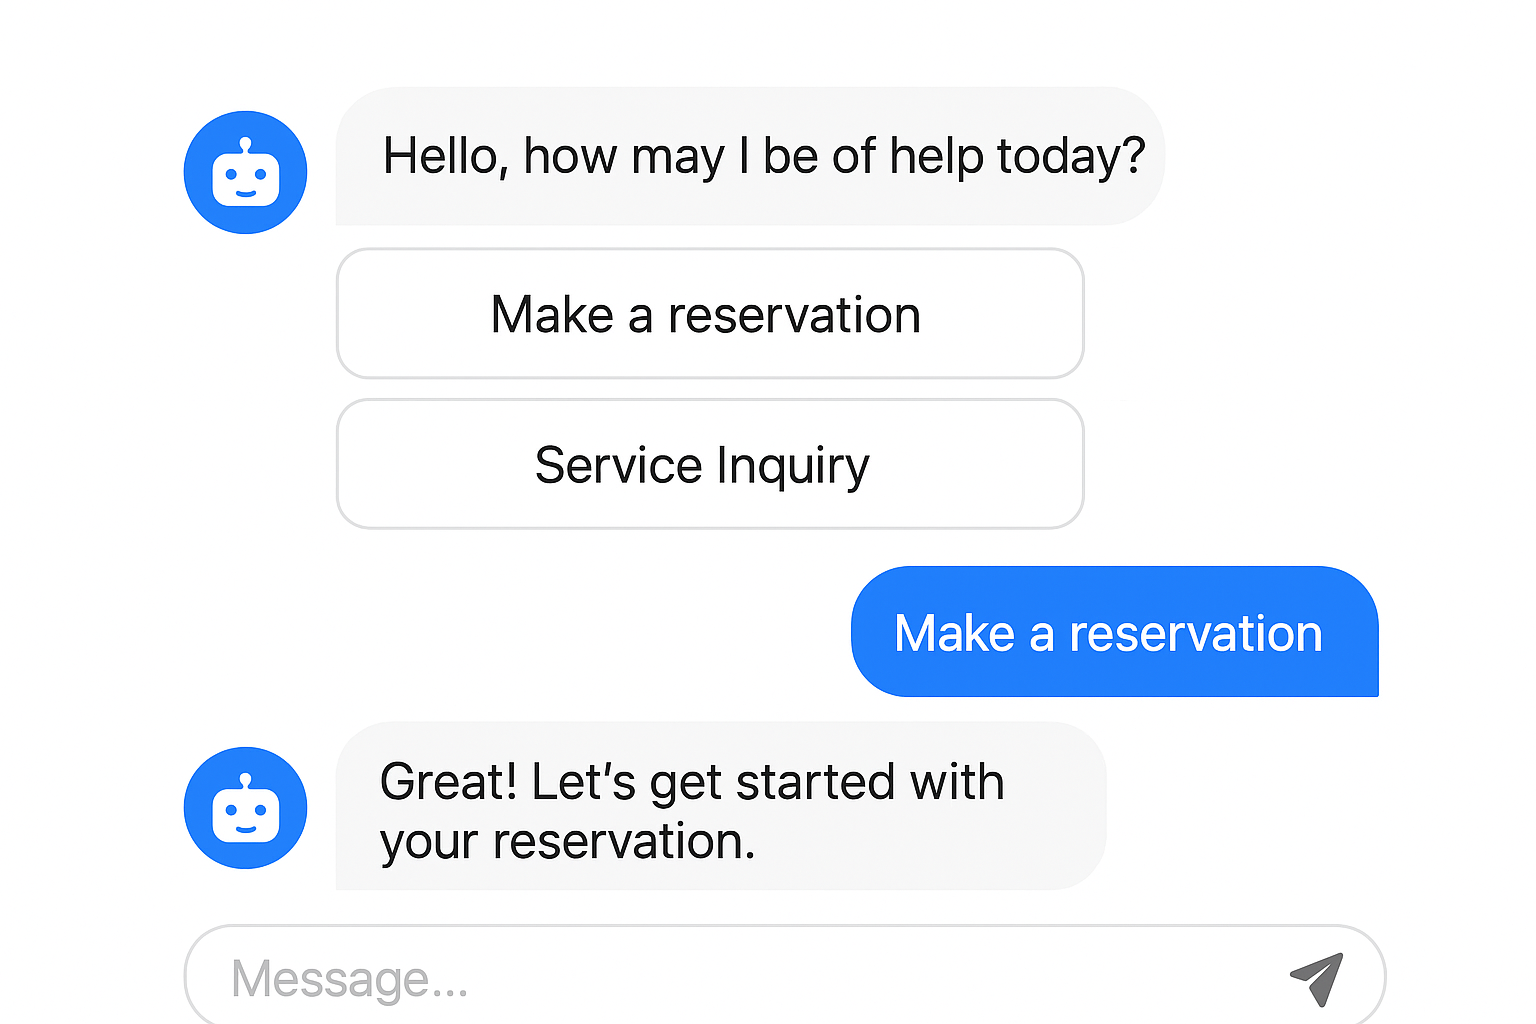 Hello, how may I be of help today?
Make a reservation
Service Inquiry
Make a reservation
Great! Let’s get started with
your reservation.
Message...